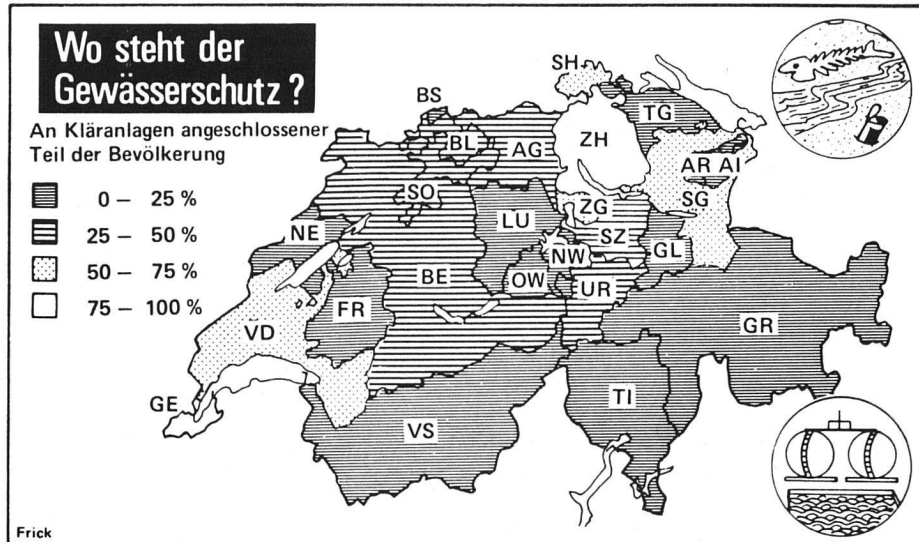 Wo steht der
Gewässerschutz ?
An Kläranlagen angeschlossener
Teil der Bevölkerung
0 – 25 %
25 – 50 %
50 – 75 %
75 – 100 %
SH
BS
TG
BL
AG
ZH
AR AI
SO
ZG
SG
NE
LU
SZ
NW
GL
BE
OW
UR
FR
VD
GR
GE
TI
VS
Frick